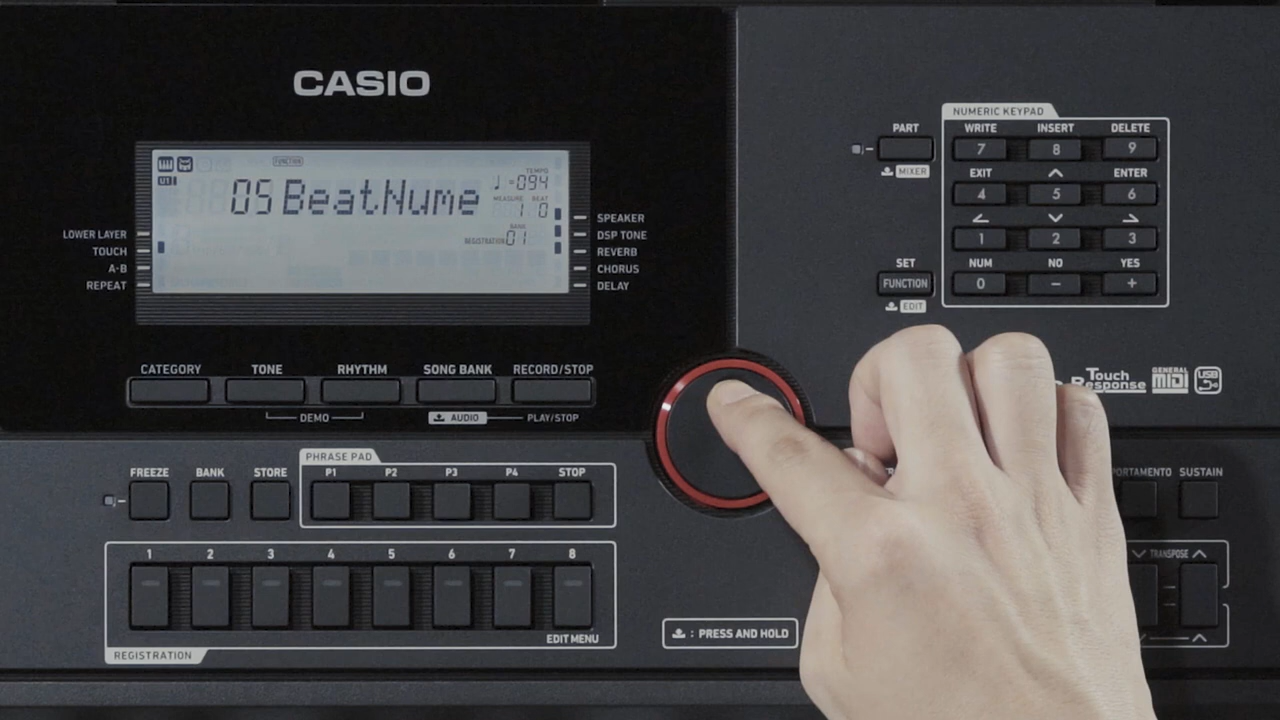 CASIO
FUNCTION
U1
TEMPO
=094
05 BeatNume
MEASURE BEAT
1 0
BANK
REGISTRATION 01
LOWER LAYER
TOUCH
A-B
REPEAT
SPEAKER
DSP TONE
REVERB
CHORUS
DELAY
CATEGORY TONE RHYTHM SONG BANK RECORD/STOP
DEMO AUDIO PLAY/STOP
FREEZE BANK STORE
PHRASE PAD
P1 P2 P3 P4 STOP
1 2 3 4 5 6 7 8
EDIT MENU
REGISTRATION
: PRESS AND HOLD
PART
MIXER
SET
FUNCTION
EDIT
NUMERIC KEYPAD
WRITE INSERT DELETE
7 8 9
EXIT ENTER
4 5 6
1 2 3
NUM NO YES
0 − +
Touch
Response
GENERAL
MIDI
USB
SUSTAIN
TRANSPOSE